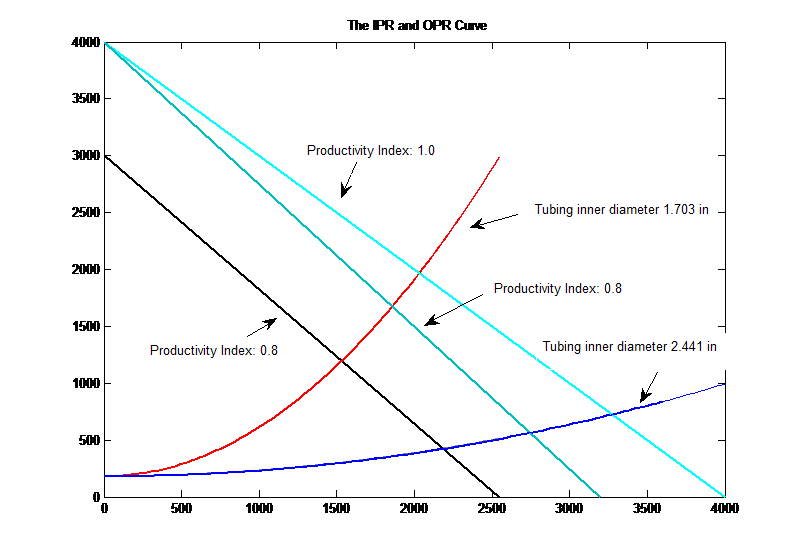 The IPR and OPR Curve
4000
3500
3000
2500
2000
1500
1000
500
0
Productivity Index: 1.0
Tubing inner diameter 1.703 in
Productivity Index: 0.8
Tubing inner diameter 2.441 in
Productivity Index: 0.8
0 500 1000 1500 2000 2500 3000 3500 4000